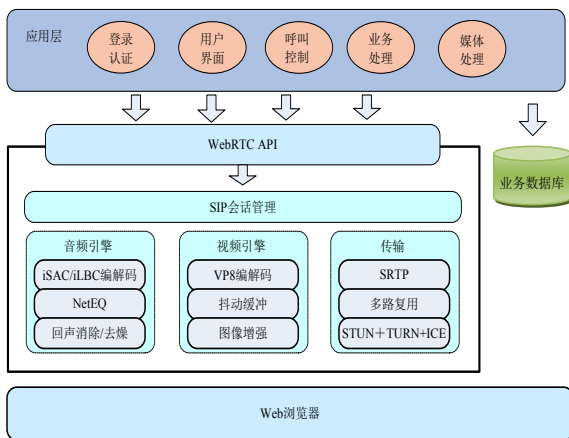 应用层
登录
认证
用户
界面
呼叫
控制
业务
处理
媒体
处理
WebRTC API
业务数据库
SIP会话管理
音频引擎
iSAC/iLBC编解码
NetEQ
回声消除/去燥
视频引擎
VP8编解码
抖动缓冲
图像增强
传输
SRTP
多路复用
STUN＋TURN+ICE
Web浏览器